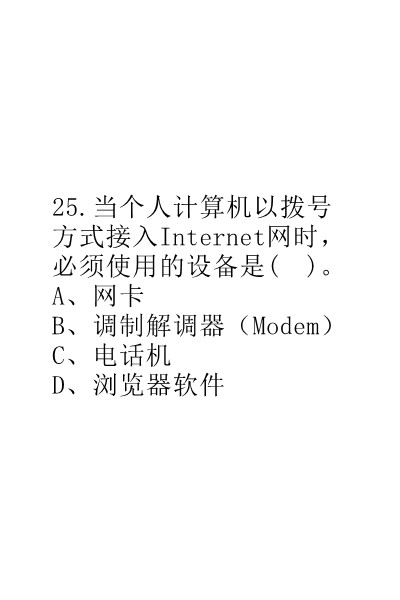 25.当个人计算机以拨号
方式接入Internet网时，
必须使用的设备是(  )。
A、网卡
B、调制解调器（Modem）
C、电话机
D、浏览器软件